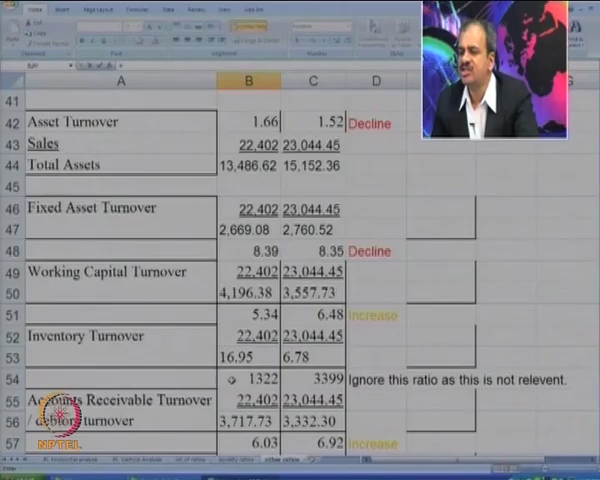 A B C D G
41
42 Asset Turnover 1.66 1.52 Decline
43 Sales 22,402 23,044.45
44 Total Assets 13,486.62 15,152.36
45
46 Fixed Asset Turnover 22,402 23,044.45
47 2,669.08 2,760.52
48 8.39 8.35 Decline
49 Working Capital Turnover 22,402 23,044.45
50 4,196.38 3,557.73
51 5.34 6.48 Increase
52 Inventory Turnover 22,402 23,044.45
53 16.95 6.78
54 1322 3399 Ignore this ratio as this is not relevent.
55 Accounts Receivable Turnover 22,402 23,044.45
56 / debtors turnover 3,717.73 3,332.30
57 6.03 6.92 Increase
NPTEL
other ratios